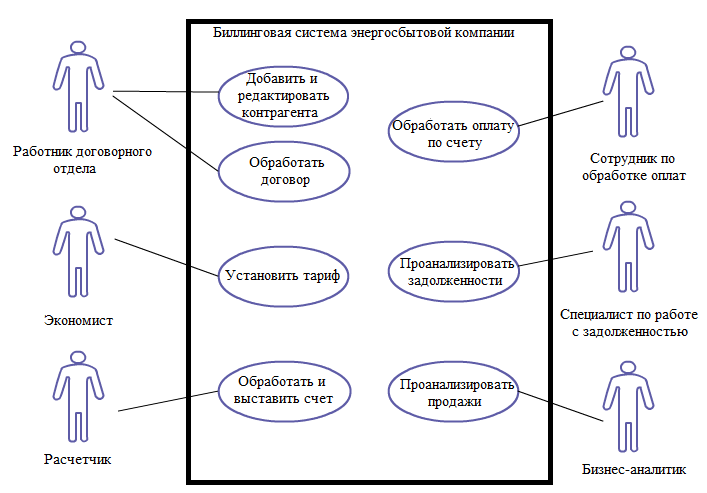 Биллинговая система энергосбытовой компании
Добавить и
редактировать
контрагента
Обработать оплату
по счету
Работник договорного
отдела
Обработать
договор
Сотрудник по
обработке оплат
Установить тариф
Проанализировать
задолженности
Экономист
Специалист по работе
с задолженностью
Обработать и
выставить счет
Проанализировать
продажи
Расчетчик
Бизнес-аналитик